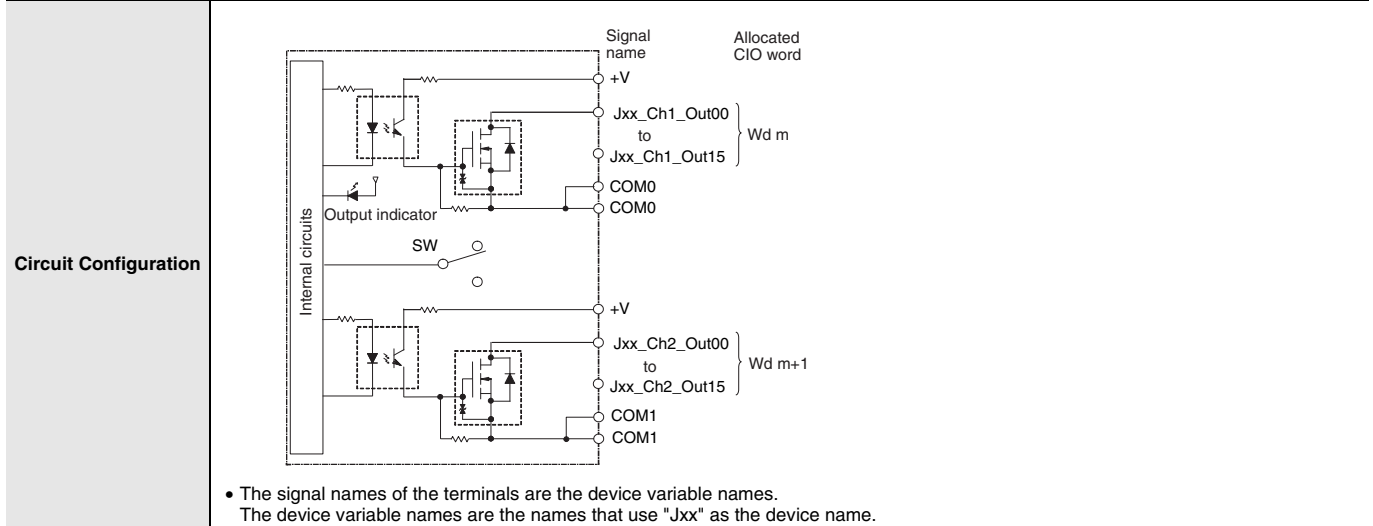 Circuit Configuration
Signal name
Allocated CIO word
+V
Jxx_Ch1_Out00
to
Jxx_Ch1_Out15
Wd m
COM0
COM0
Output indicator
Internal circuits
SW
+V
Jxx_Ch2_Out00
to
Jxx_Ch2_Out15
Wd m+1
COM1
COM1
• The signal names of the terminals are the device variable names.
The device variable names are the names that use "Jxx" as the device name.